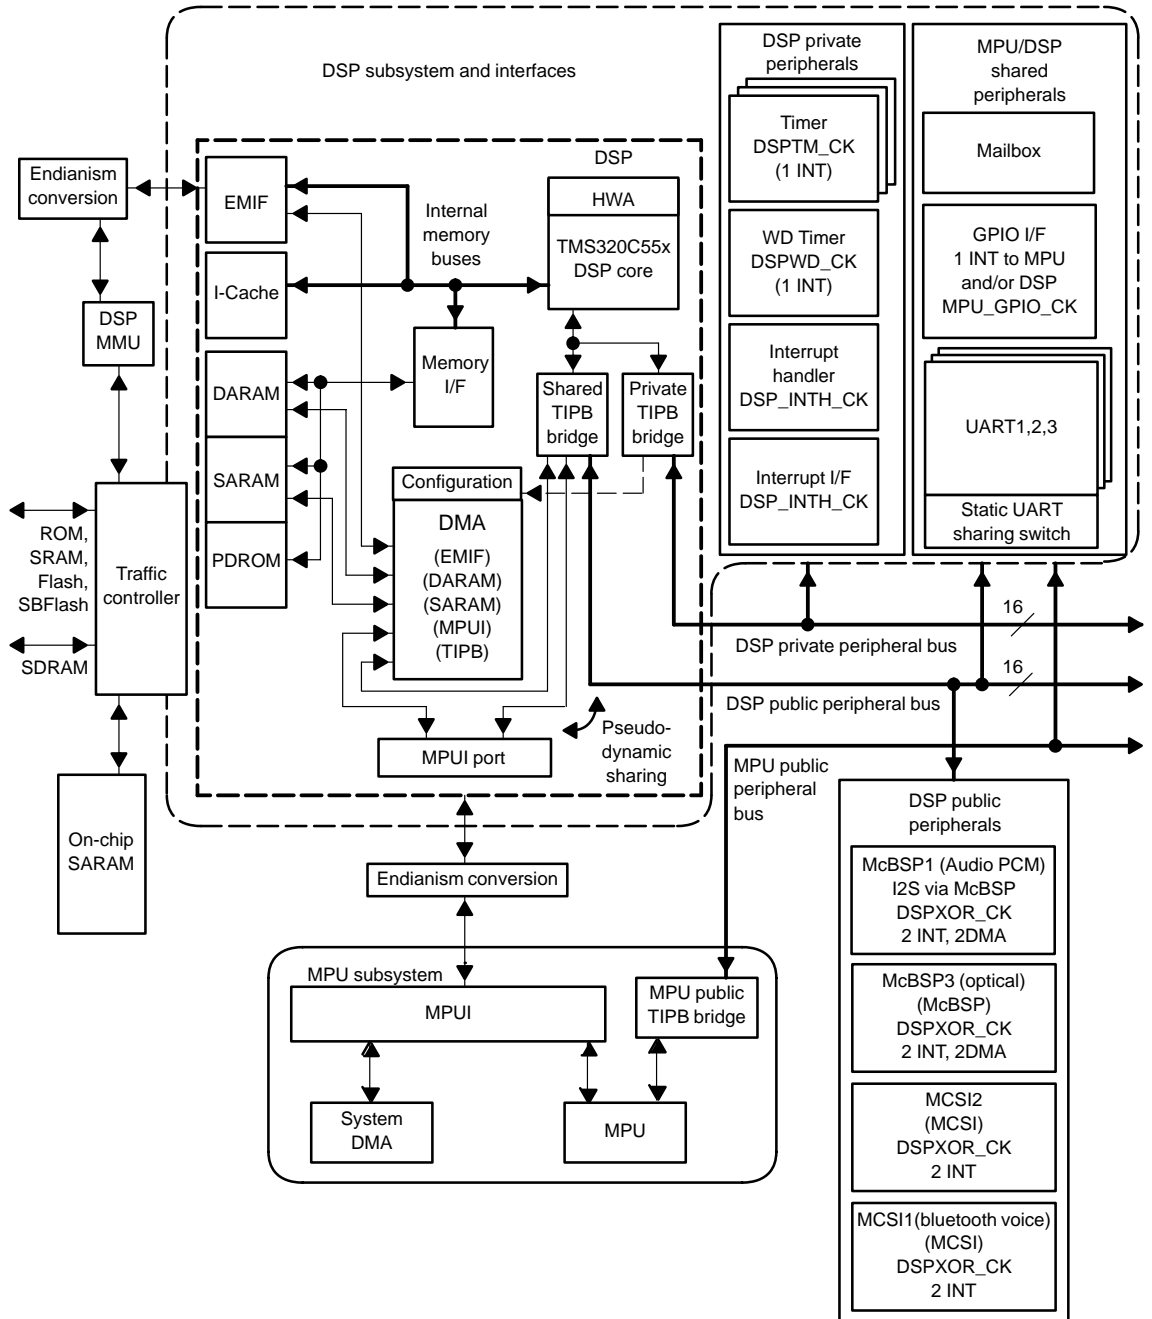 DSP subsystem and interfaces
DSP private
peripherals
Timer
DSPTM_CK
(1 INT)
WD Timer
DSPWD_CK
(1 INT)
Interrupt
handler
DSP_INTH_CK
Interrupt I/F
DSP_INTH_CK
MPU/DSP
shared
peripherals
Mailbox
GPIO I/F
1 INT to MPU
and/or DSP
MPU_GPIO_CK
UART1,2,3
Static UART
sharing switch
Endianism
conversion
DSP
MMU
ROM,
SRAM,
Flash,
SBFlash
SDRAM
Traffic
controller
On-chip
SARAM
DSP
EMIF
I-Cache
DARAM
SARAM
PDROM
Internal
memory
buses
HWA
TMS320C55x
DSP core
Memory
I/F
Shared
TIPB
bridge
Private
TIPB
bridge
Configuration
DMA
(EMIF)
(DARAM)
(SARAM)
(MPUI)
(TIPB)
MPUI port
Pseudo-
dynamic
sharing
16
DSP private peripheral bus
16
DSP public peripheral bus
MPU public
peripheral
bus
Endianism conversion
MPU subsystem
MPUI
MPU public
TIPB bridge
System
DMA
MPU
DSP public
peripherals
McBSP1 (Audio PCM)
I2S via McBSP
DSPXOR_CK
2 INT, 2DMA
McBSP3 (optical)
(McBSP)
DSPXOR_CK
2 INT, 2DMA
MCSI2
(MCSI)
DSPXOR_CK
2 INT
MCSI1(bluetooth voice)
(MCSI)
DSPXOR_CK
2 INT